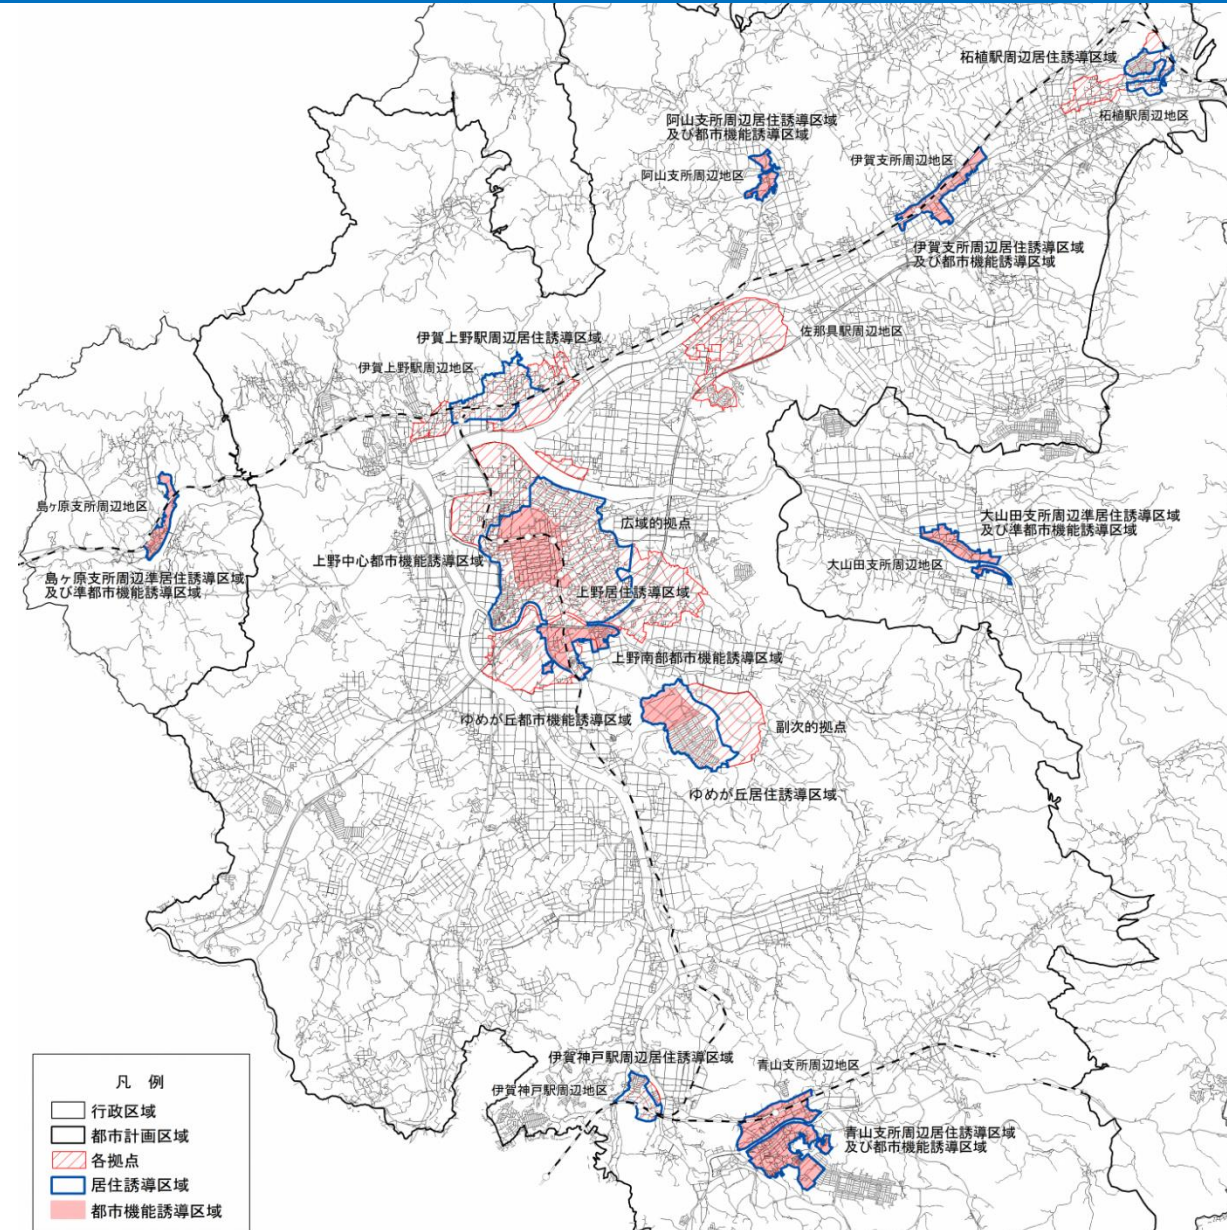 柘植駅周辺居住誘導区域
柘植駅周辺地区
阿山支所周辺居住誘導区域
及び都市機能誘導区域
阿山支所周辺地区
伊賀支所周辺地区
伊賀支所周辺居住誘導区域
及び都市機能誘導区域
佐那具駅周辺地区
伊賀上野駅周辺居住誘導区域
伊賀上野駅周辺地区
島ヶ原支所周辺地区
島ヶ原支所周辺準居住誘導区域
及び準都市機能誘導区域
広域的拠点
上野中心都市機能誘導区域
上野居住誘導区域
大山田支所周辺準居住誘導区域
及び準都市機能誘導区域
大山田支所周辺地区
上野南部都市機能誘導区域
ゆめが丘都市機能誘導区域
副次的拠点
ゆめが丘居住誘導区域
伊賀神戸駅周辺居住誘導区域
伊賀神戸駅周辺地区
青山支所周辺地区
青山支所周辺居住誘導区域
及び都市機能誘導区域
凡 例
行政区域
都市計画区域
各拠点
居住誘導区域
都市機能誘導区域